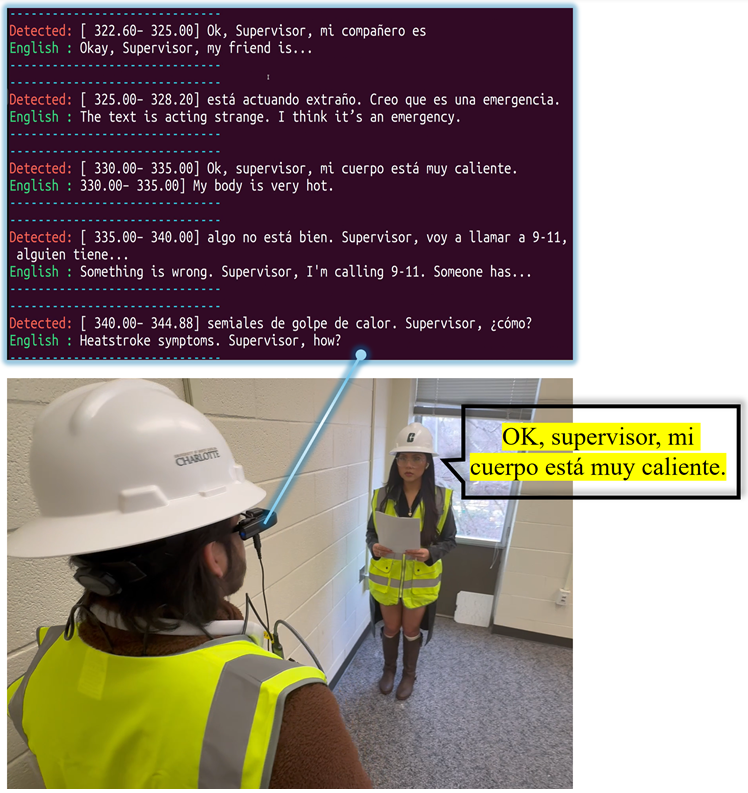 ------------------------------
Detected: [ 322.60- 325.00] Ok, Supervisor, mi compañero es
English : Okay, Supervisor, my friend is...
------------------------------
------------------------------
Detected: [ 325.00- 328.20] está actuando extraño. Creo que es una emergencia.
English : The text is acting strange. I think it's an emergency.
------------------------------
------------------------------
Detected: [ 330.00- 335.00] Ok, supervisor, mi cuerpo está muy caliente.
English : 330.00- 335.00] My body is very hot.
------------------------------
------------------------------
Detected: [ 335.00- 340.00] algo no está bien. Supervisor, voy a llamar a 9-11,
alguien tiene...
English : Something is wrong. Supervisor, I'm calling 9-11. Someone has...
------------------------------
------------------------------
Detected: [ 340.00- 344.88] semiales de golpe de calor. Supervisor, ¿cómo?
English : Heatstroke symptoms. Supervisor, how?
------------------------------
OK, supervisor, mi
cuerpo está muy caliente.
CHARLOTTE
C